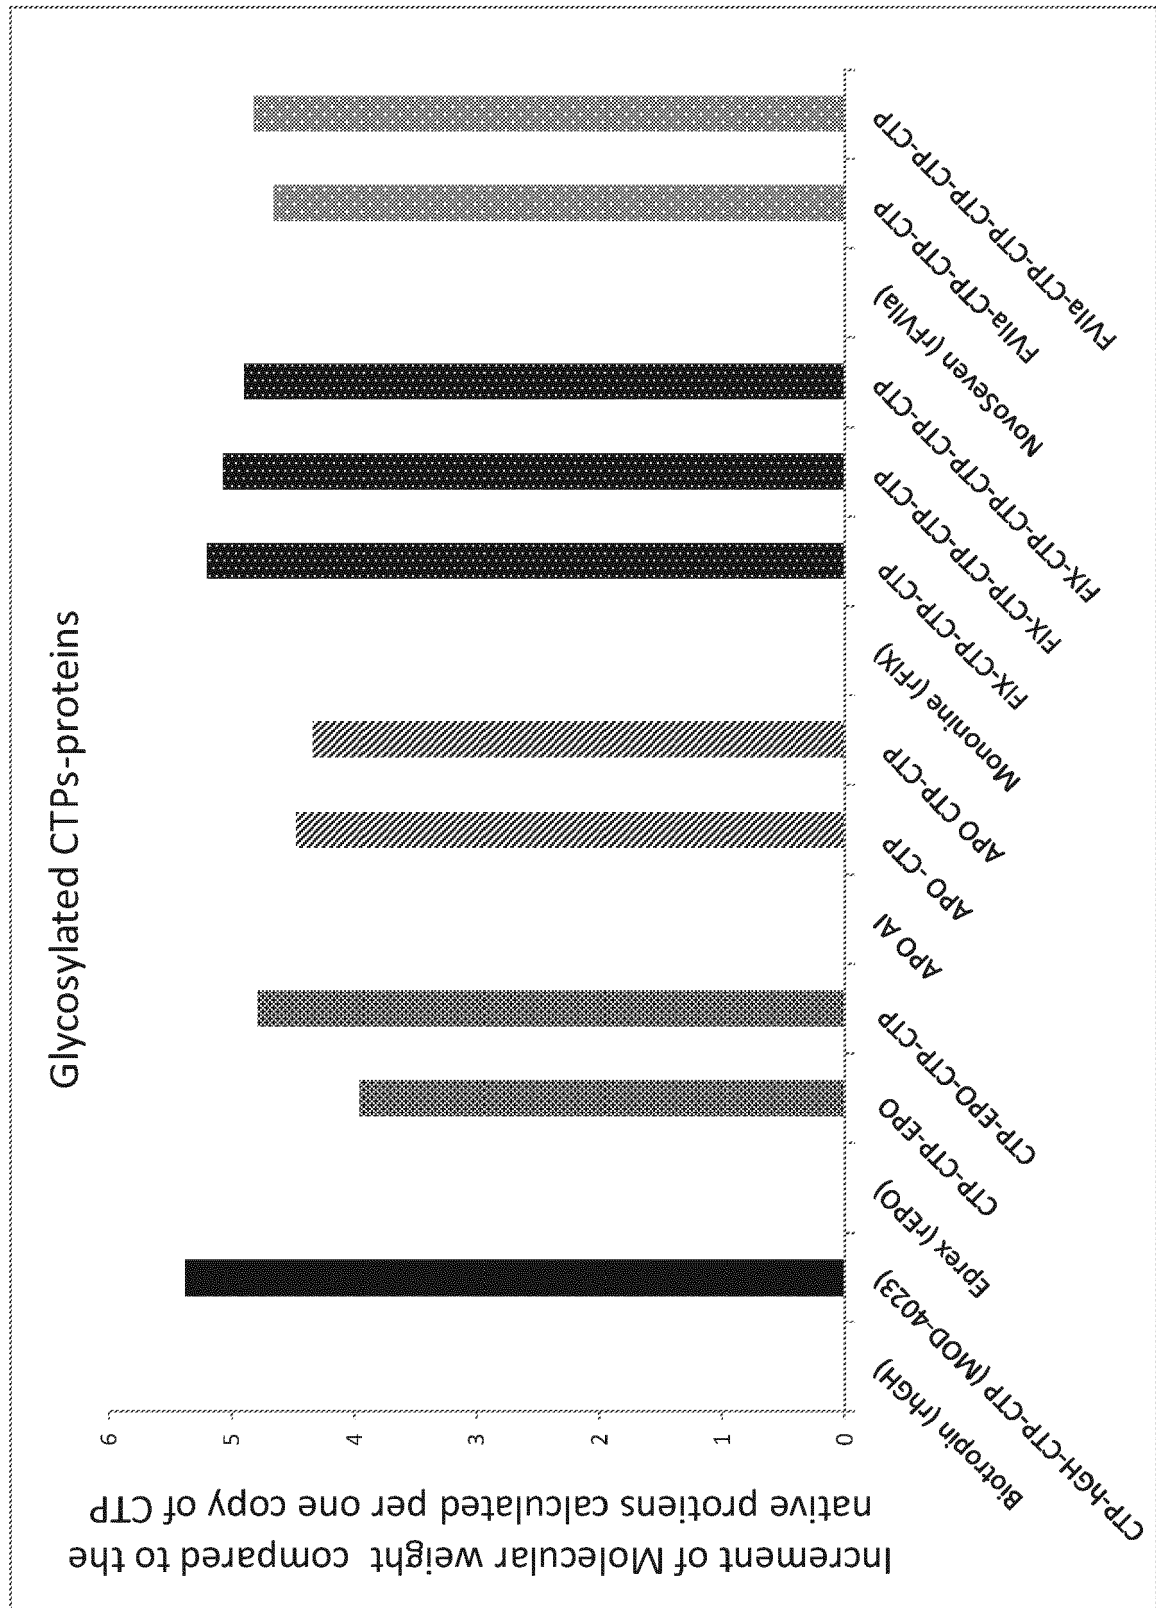 Glycosylated CTPs-proteins
Increment of Molecular weight compared to the
native protiens calculated per one copy of CTP
6
5
4
3
2
1
0
Biotropin (rhGH)
CTP-hGH-CTP-CTP (MOD-4023)
Eprex (rEPO)
CTP-CTP-EPO
CTP-EPO-CTP-CTP
APO AI
APO -CTP
APO CTP-CTP
Mononine (rFIX)
FIX-CTP-CTP-CTP
FIX-CTP-CTP-CTP-CTP
FIX-CTP-CTP-CTP-CTP-CTP
NovoSeven (rFVIIa)
FVIIa-CTP-CTP-CTP
FVIIa-CTP-CTP-CTP-CTP-CTP